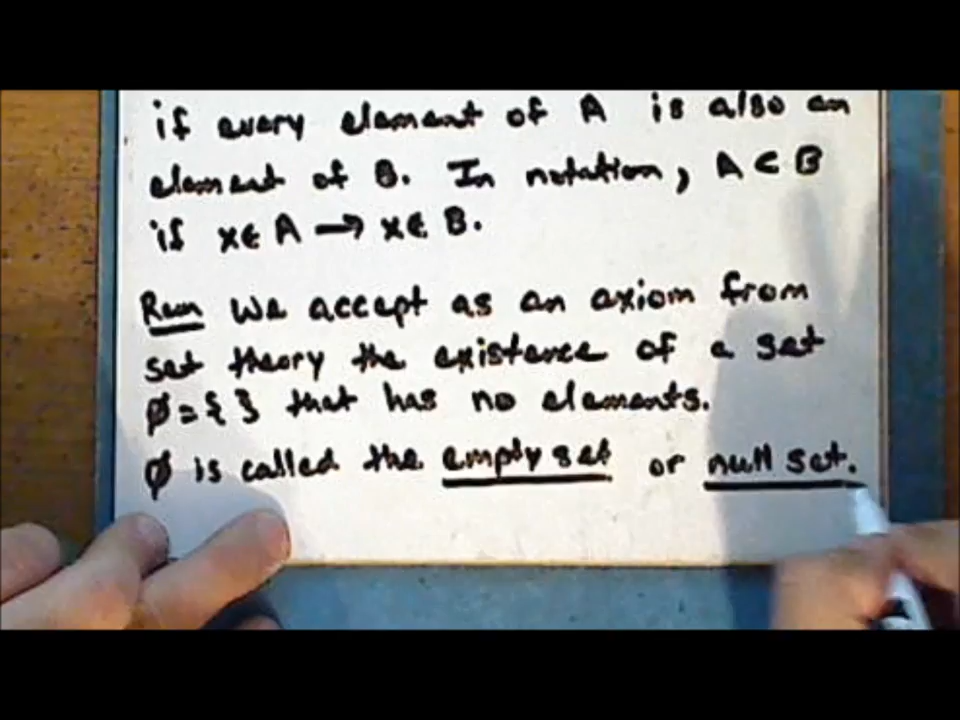 if every element of A is also an
element of B. In notation, A ⊂ B
if x∈ A → x∈ B.
Rem We accept as an axiom from
set theory the existence of a set
∅ = { } that has no elements.
∅ is called the empty set or null set.